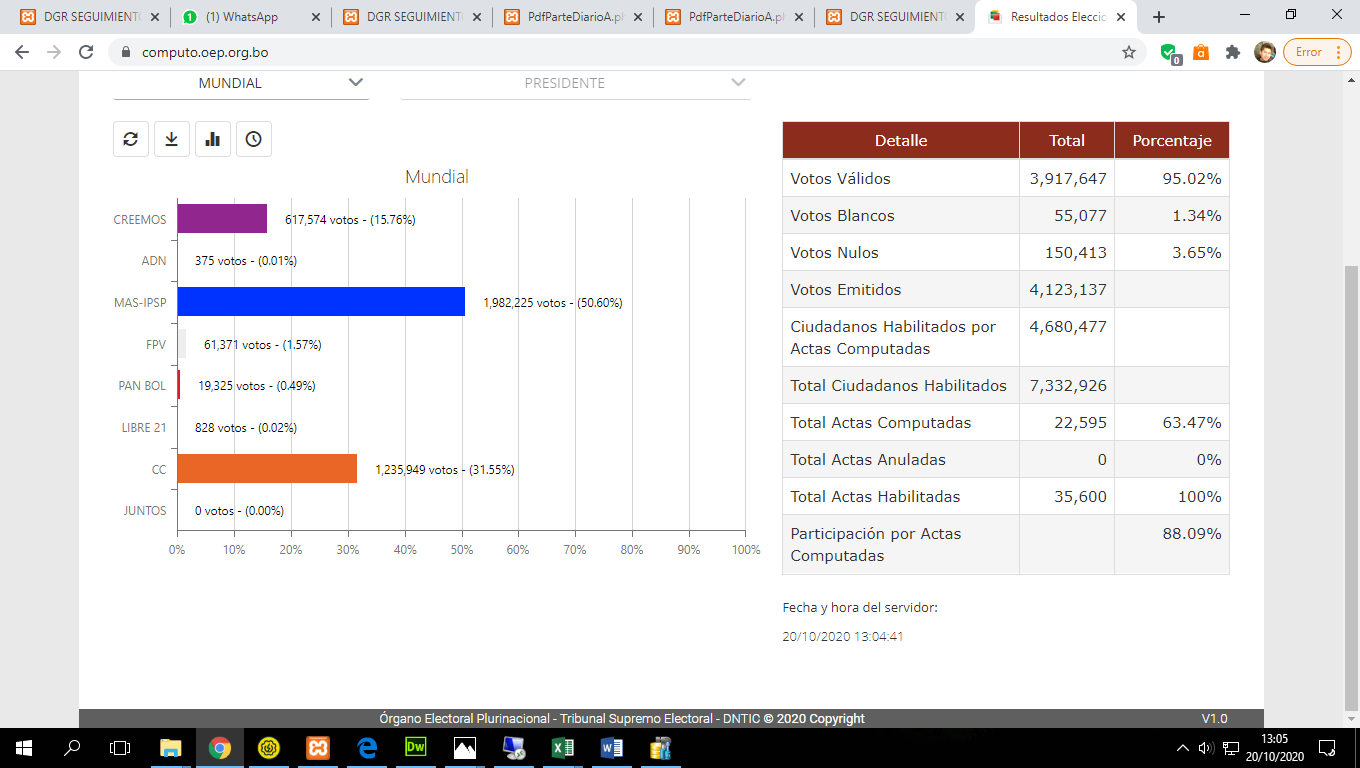 DGR SEGUIMIENTO
(1) WhatsApp
DGR SEGUIMIENTO
PdfParteDiarioA.ph
PdfParteDiarioA.ph
DGR SEGUIMIENTO
Resultados Eleccio
computo.oep.org.bo
0
Error
MUNDIAL
PRESIDENTE
Mundial
CREEMOS 617,574 votos - (15.76%)
ADN 375 votos - (0.01%)
MAS-IPSP 1,982,225 votos - (50.60%)
FPV 61,371 votos - (1.57%)
PAN BOL 19,325 votos - (0.49%)
LIBRE 21 828 votos - (0.02%)
CC 1,235,949 votos - (31.55%)
JUNTOS 0 votos - (0.00%)
0% 10% 20% 30% 40% 50% 60% 70% 80% 90% 100%
Detalle Total Porcentaje
Votos Válidos 3,917,647 95.02%
Votos Blancos 55,077 1.34%
Votos Nulos 150,413 3.65%
Votos Emitidos 4,123,137
Ciudadanos Habilitados por 4,680,477
Actas Computadas
Total Ciudadanos Habilitados 7,332,926
Total Actas Computadas 22,595 63.47%
Total Actas Anuladas 0 0%
Total Actas Habilitadas 35,600 100%
Participación por Actas 88.09%
Computadas
Fecha y hora del servidor:
20/10/2020 13:04:41
Órgano Electoral Plurinacional - Tribunal Supremo Electoral - DNTIC © 2020 Copyright V1.0
Dw
13:05
20/10/2020